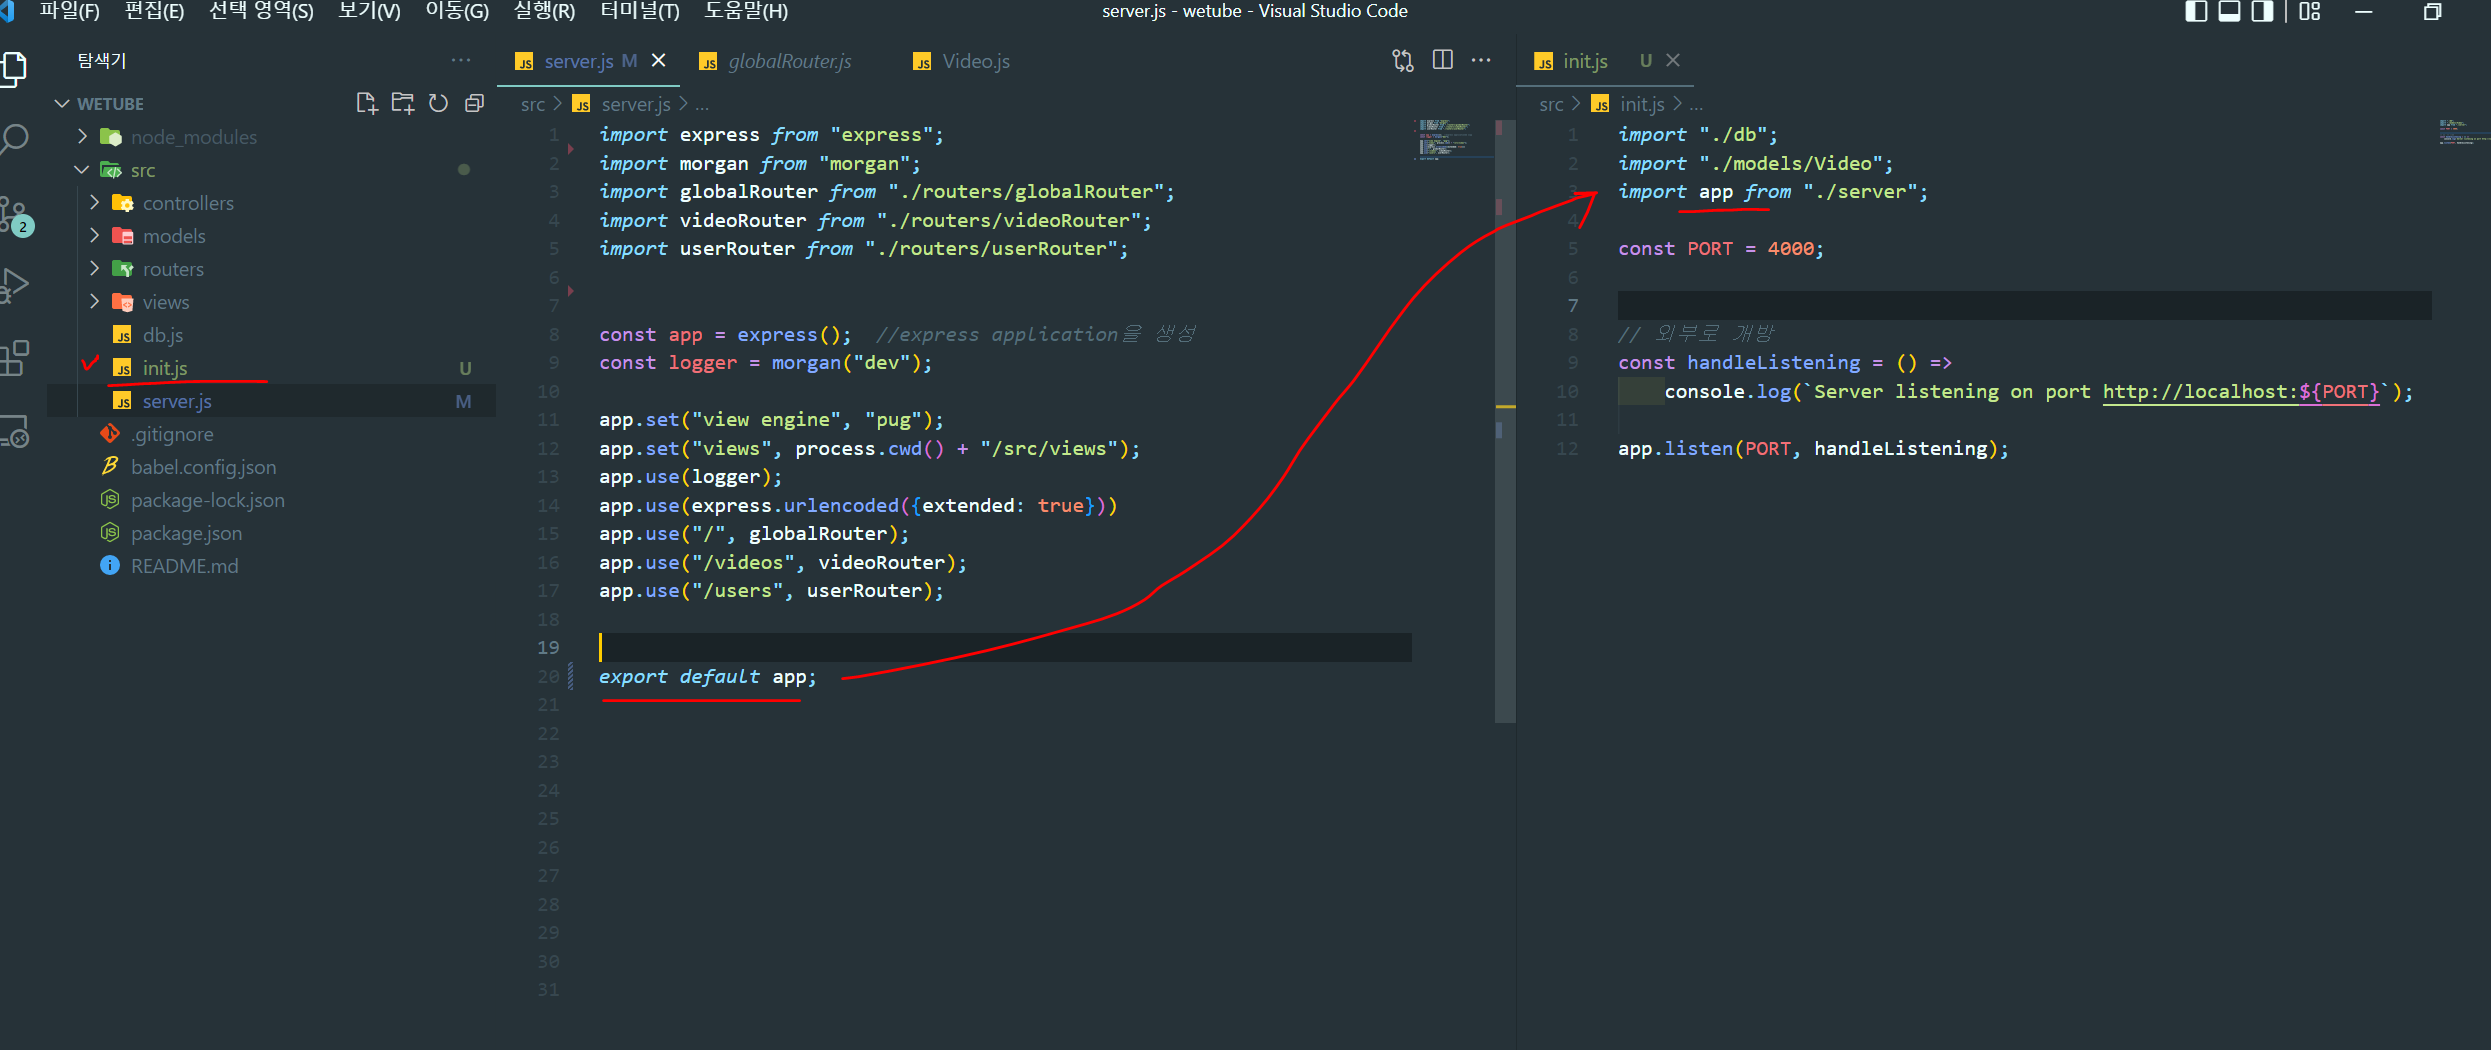 파일(F) 편집(E) 선택 영역(S) 보기(V) 이동(G) 실행(R) 터미널(T) 도움말(H)
server.js - wetube - Visual Studio Code
탐색기
WETUBE
node_modules
src
controllers
models
routers
views
db.js
init.js U
server.js M
.gitignore
babel.config.json
package-lock.json
package.json
README.md
2
server.js M
globalRouter.js
Video.js
src > server.js > ...
1 import express from "express";
2 import morgan from "morgan";
3 import globalRouter from "./routers/globalRouter";
4 import videoRouter from "./routers/videoRouter";
5 import userRouter from "./routers/userRouter";
6
7
8 const app = express();  //express application을 생성
9 const logger = morgan("dev");
10
11 app.set("view engine", "pug");
12 app.set("views", process.cwd() + "/src/views");
13 app.use(logger);
14 app.use(express.urlencoded({extended: true}))
15 app.use("/", globalRouter);
16 app.use("/videos", videoRouter);
17 app.use("/users", userRouter);
18
19
20 export default app;
21
22
23
24
25
26
27
28
29
30
31
init.js U
src > init.js > ...
1 import "./db";
2 import "./models/Video";
3 import app from "./server";
4
5 const PORT = 4000;
6
7
8 // 외부로 개방
9 const handleListening = () =>
10 console.log(`Server listening on port http://localhost:${PORT}`);
11
12 app.listen(PORT, handleListening);